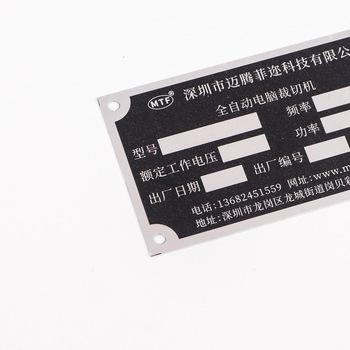 MTF® 深圳市迈腾菲迩科技有限公
全自动电脑裁切机
型号 频率
额定工作电压 功率
出厂日期 出厂编号
电话:13682451559 网址:www.m
地址:深圳市龙岗区龙城街道岗贝